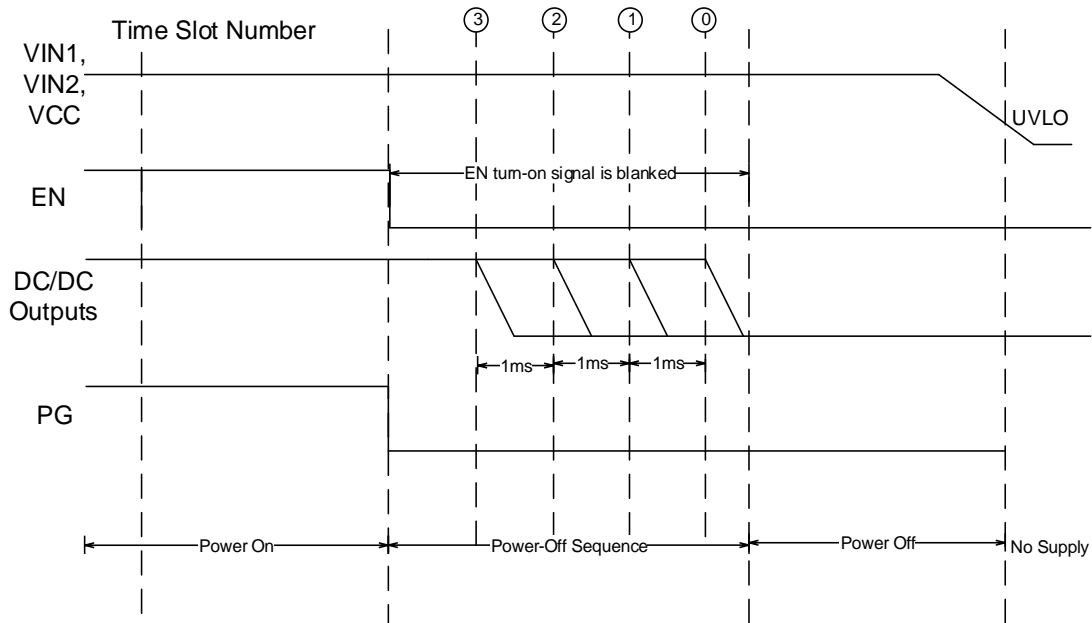 Time Slot Number
3
2
1
0
VIN1,
VIN2,
VCC
UVLO
EN turn-on signal is blanked
EN
DC/DC
Outputs
1ms
1ms
1ms
PG
Power On
Power-Off Sequence
Power Off
No Supply